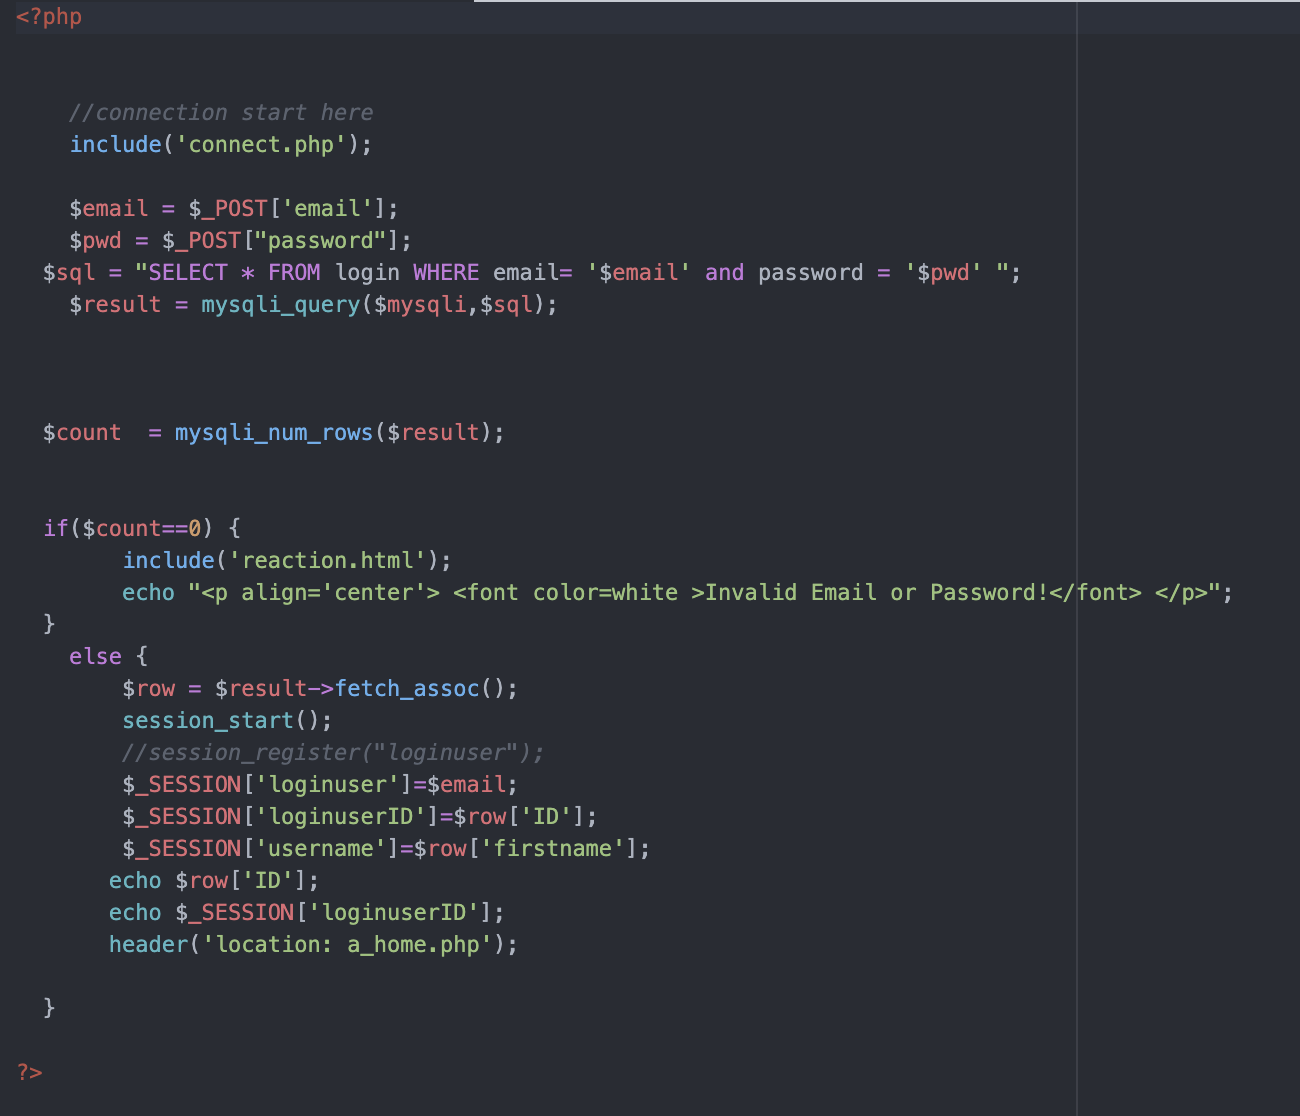 <?php
//connection start here
include('connect.php');
$email = $_POST['email'];
$pwd = $_POST["password"];
$sql = "SELECT * FROM login WHERE email= '$email' and password = '$pwd' ";
$result = mysqli_query($mysqli,$sql);
$count  = mysqli_num_rows($result);
if($count==0) {
include('reaction.html');
echo "<p align='center'> <font color=white >Invalid Email or Password!</font> </p>";
}
else {
$row = $result->fetch_assoc();
session_start();
//session_register("loginuser");
$_SESSION['loginuser']=$email;
$_SESSION['loginuserID']=$row['ID'];
$_SESSION['username']=$row['firstname'];
echo $row['ID'];
echo $_SESSION['loginuserID'];
header('location: a_home.php');
}
?>